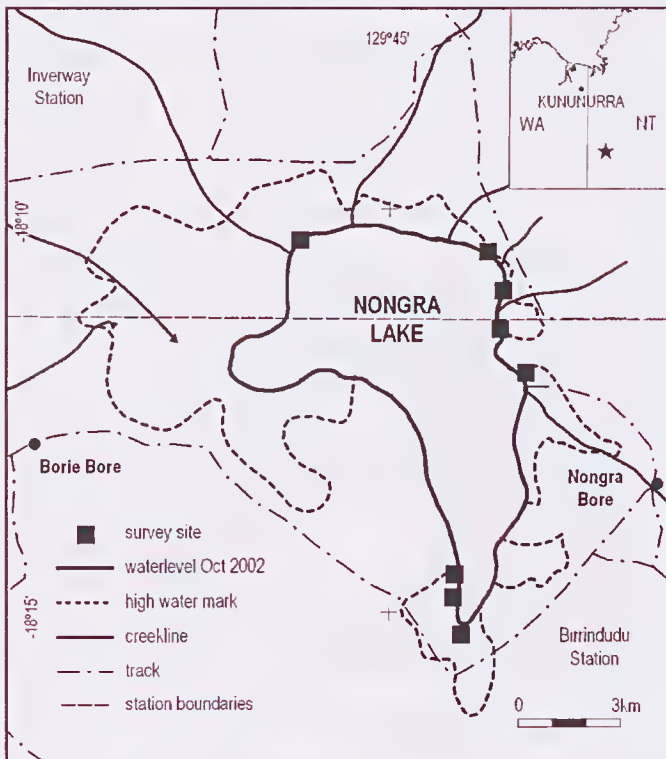 129°45'
Inverway
Station
KUNUNURRA
WA
NT
-18°10'
NONGRA
LAKE
Borie Bore
Nongra
Bore
survey site
waterlevel Oct 2002
high water mark
creekline
track
station boundaries
-18°15'
Birrindudu
Station
0
3km